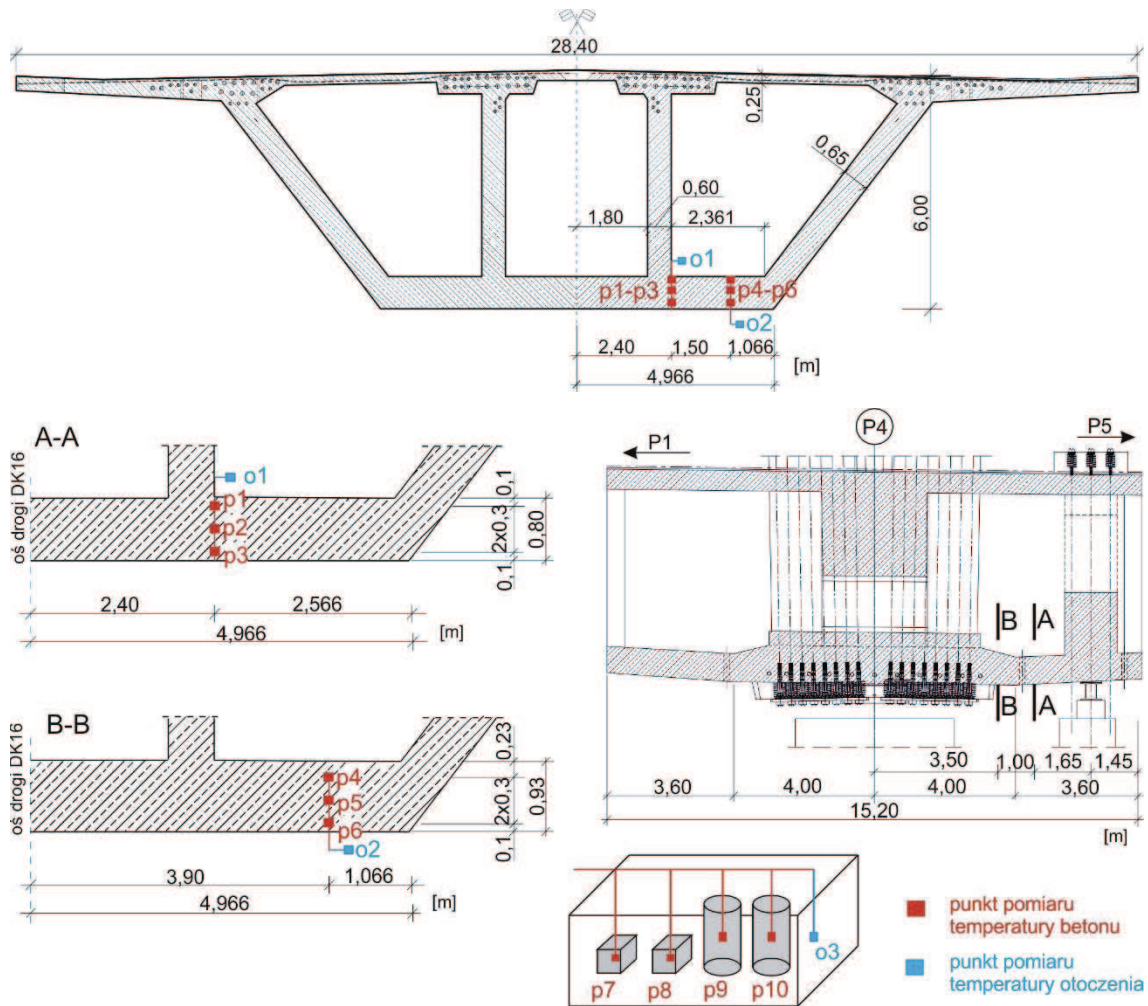 28,40
0,25
0,65
0,60
1,80
2,361
6,00
o1
p1-p3
p4-p6
o2
2,40
1,50
1,066
[m]
4,966
A-A
oś drogi DK16
o1
p1
p2
p3
0,1
2x0,3
0,1
0,80
2,40
2,566
4,966
[m]
B-B
oś drogi DK16
p4
p5
p6
o2
0,23
2x0,3
0,1
0,93
3,90
1,066
4,966
[m]
P1
P4
P5
B
A
B
A
3,50
1,00
1,65
1,45
3,60
4,00
4,00
3,60
15,20
[m]
p7
p8
p9
p10
o3
punkt pomiaru
temperatury betonu
punkt pomiaru
temperatury otoczenia